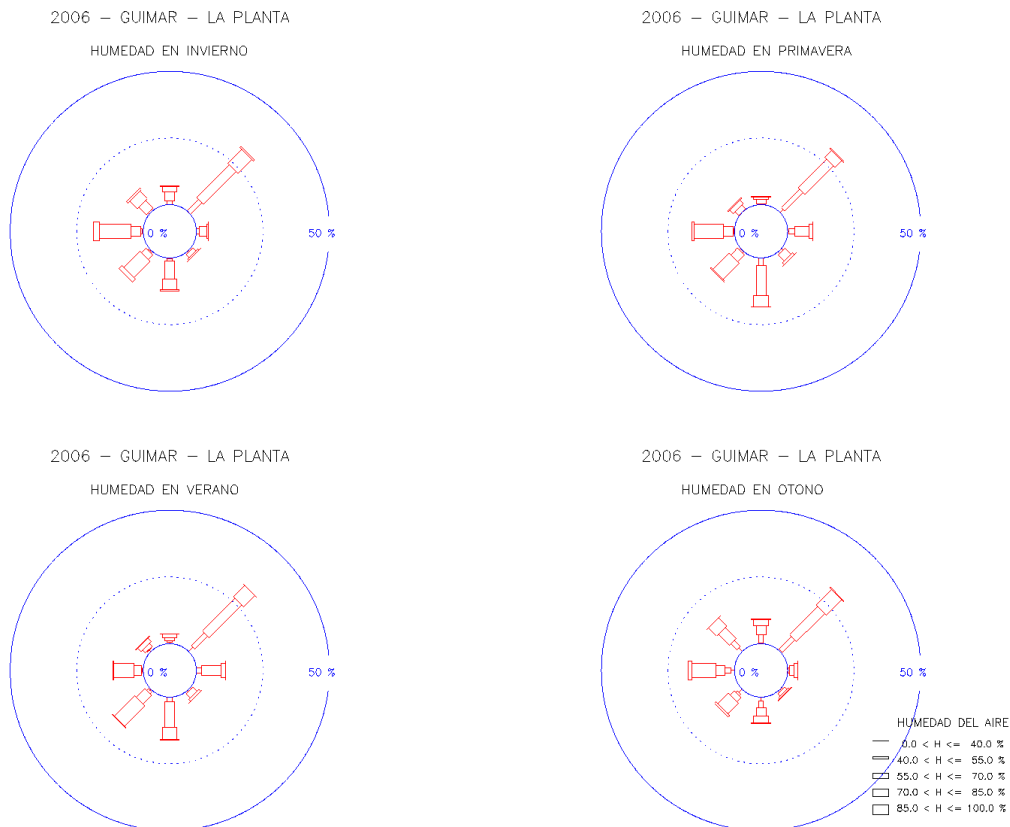 2006 – GUIMAR – LA PLANTA
HUMEDAD EN INVIERNO
0 %
50 %
2006 – GUIMAR – LA PLANTA
HUMEDAD EN PRIMAVERA
0 %
50 %
2006 – GUIMAR – LA PLANTA
HUMEDAD EN VERANO
0 %
50 %
2006 – GUIMAR – LA PLANTA
HUMEDAD EN OTONO
0 %
50 %
HUMEDAD DEL AIRE
0.0 < H <= 40.0 %
40.0 < H <= 55.0 %
55.0 < H <= 70.0 %
70.0 < H <= 85.0 %
85.0 < H <= 100.0 %